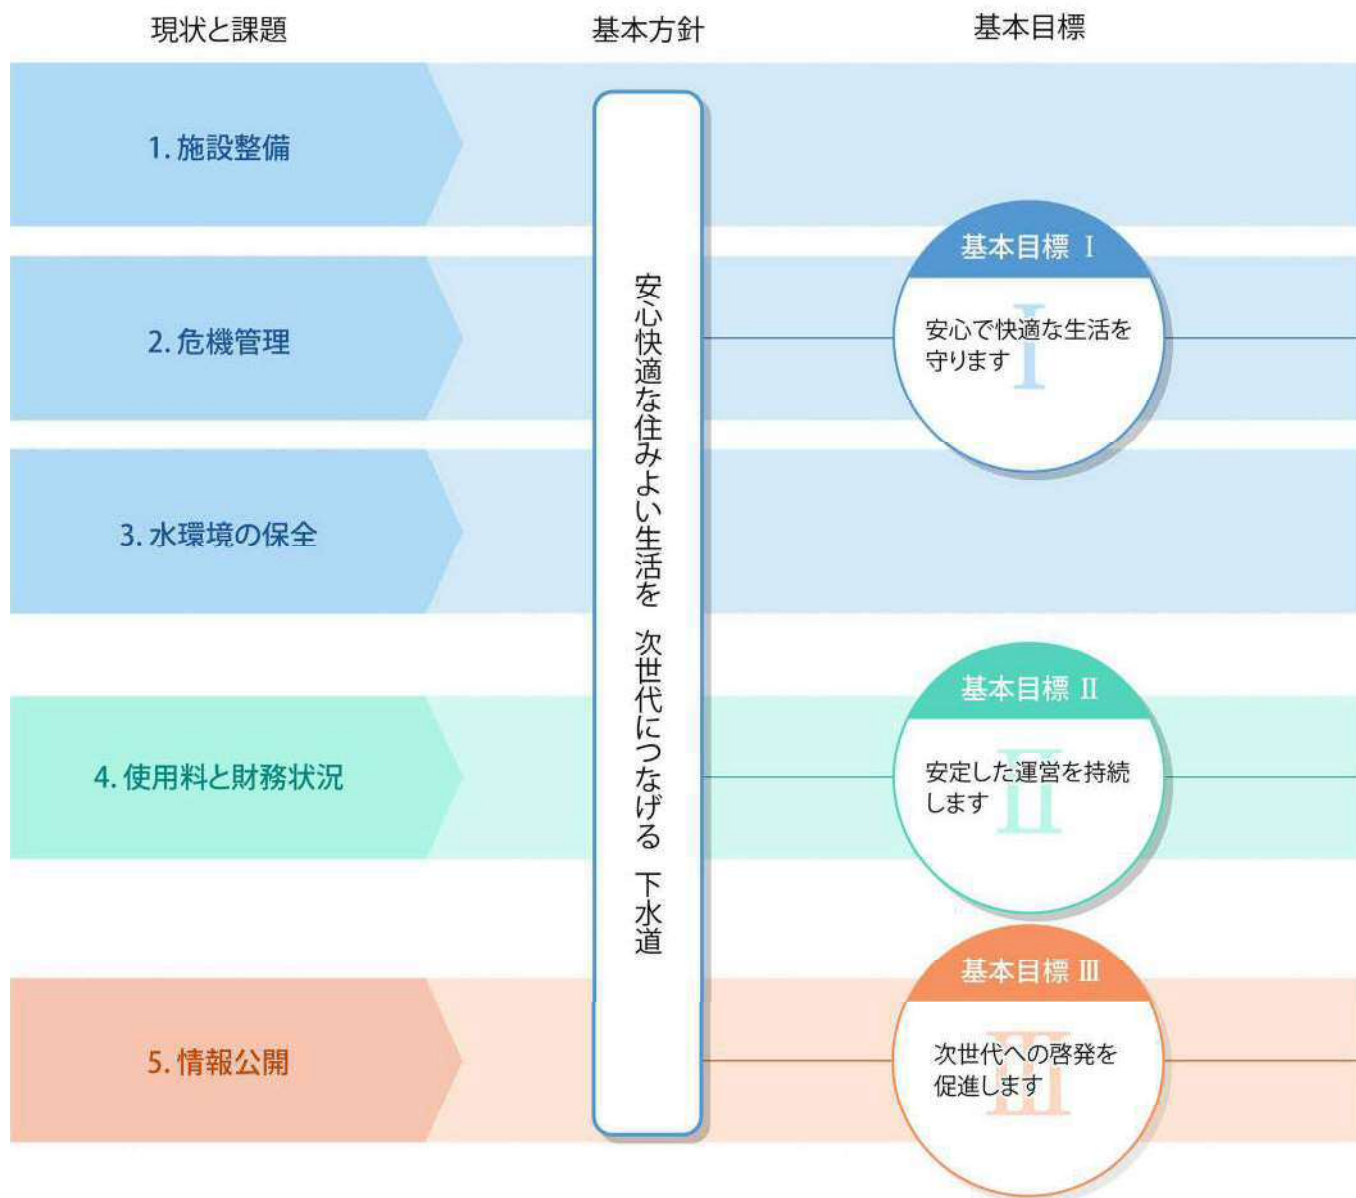 現状と課題
基本方針
基本目標
1. 施設整備
2. 危機管理
3. 水環境の保全
4. 使用料と財務状況
5. 情報公開
安心快適な住みよい生活を 次世代につなげる 下水道
基本目標 Ⅰ
Ⅰ
安心で快適な生活を
守ります
基本目標 Ⅱ
Ⅱ
安定した運営を持続
します
基本目標 Ⅲ
Ⅲ
次世代への啓発を
促進します